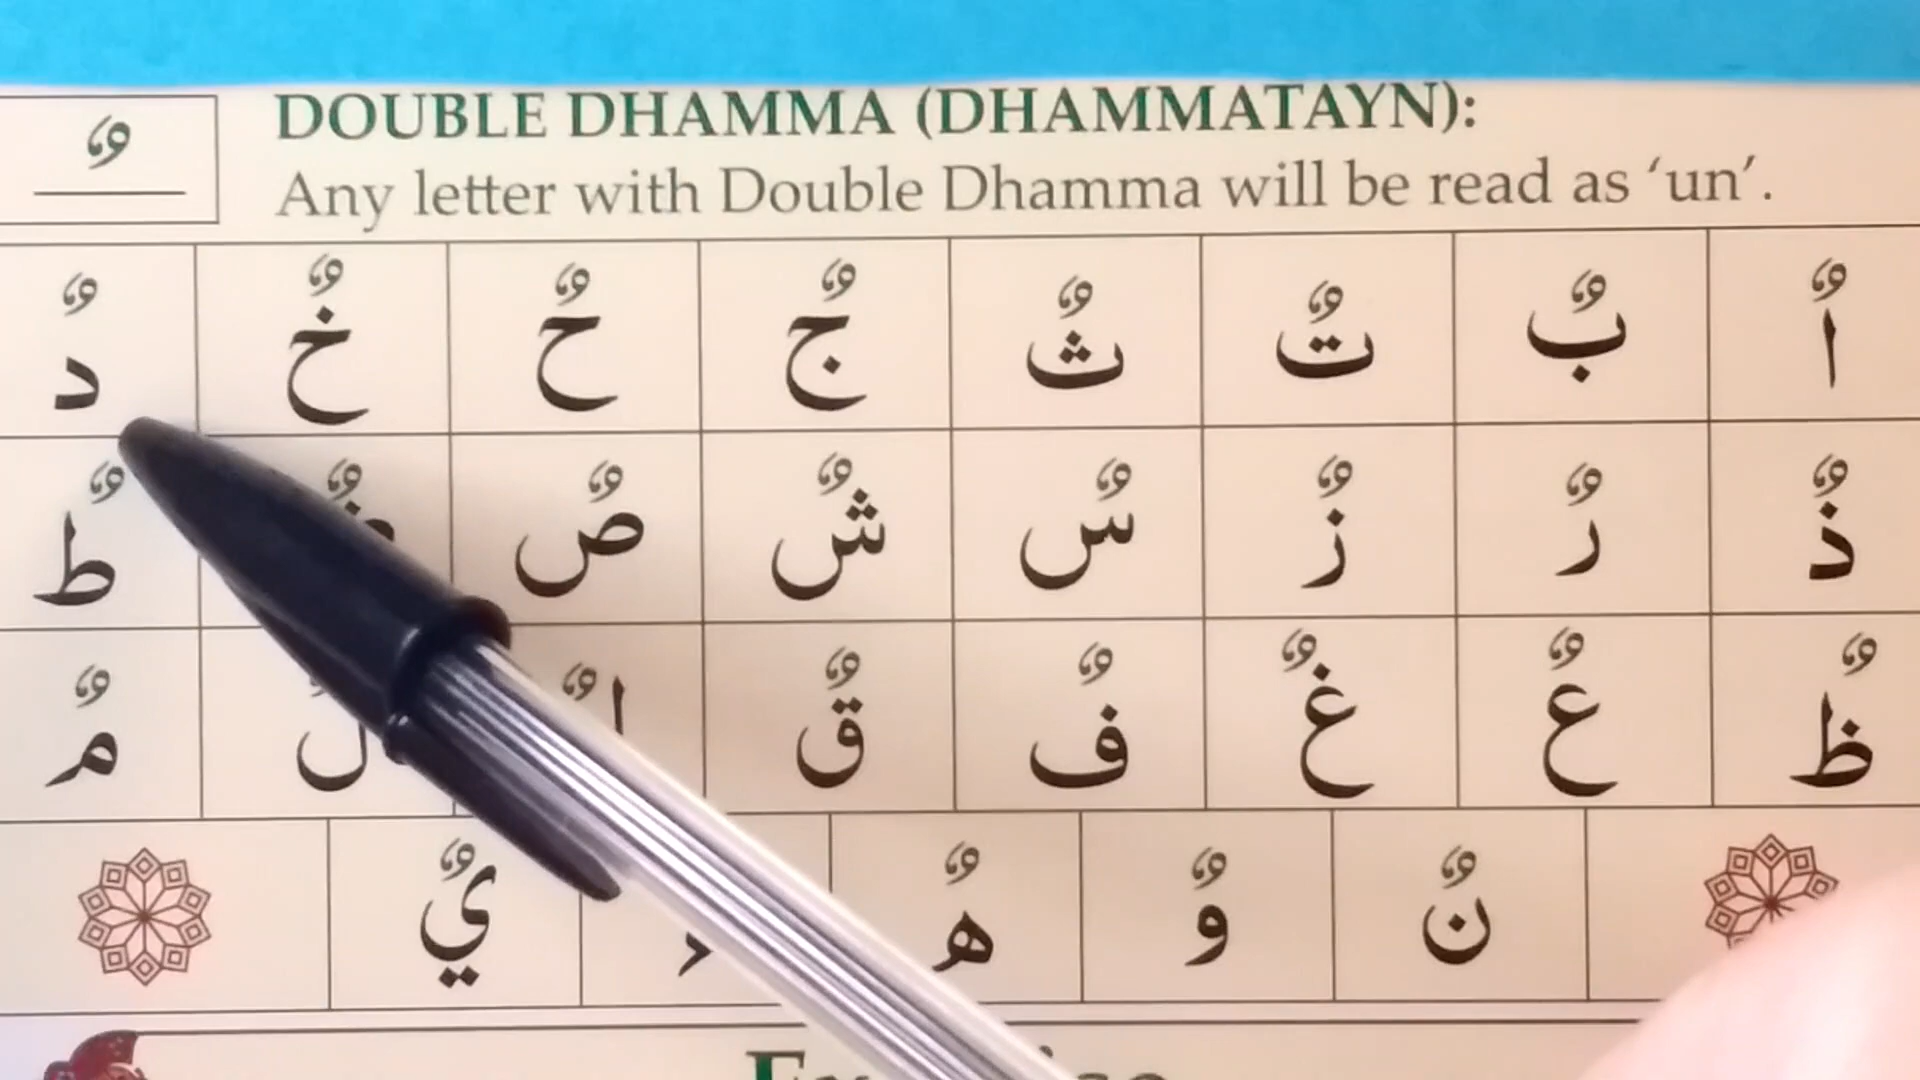 ٌ
DOUBLE DHAMMA (DHAMMATAYN):
Any letter with Double Dhamma will be read as ‘un’.
اٌ بٌ تٌ ثٌ جٌ حٌ خٌ دٌ
ذٌ رٌ زٌ سٌ شٌ صٌ طٌ
ظٌ عٌ غٌ فٌ قٌ لٌ مٌ
نٌ وٌ هٌ يٌ